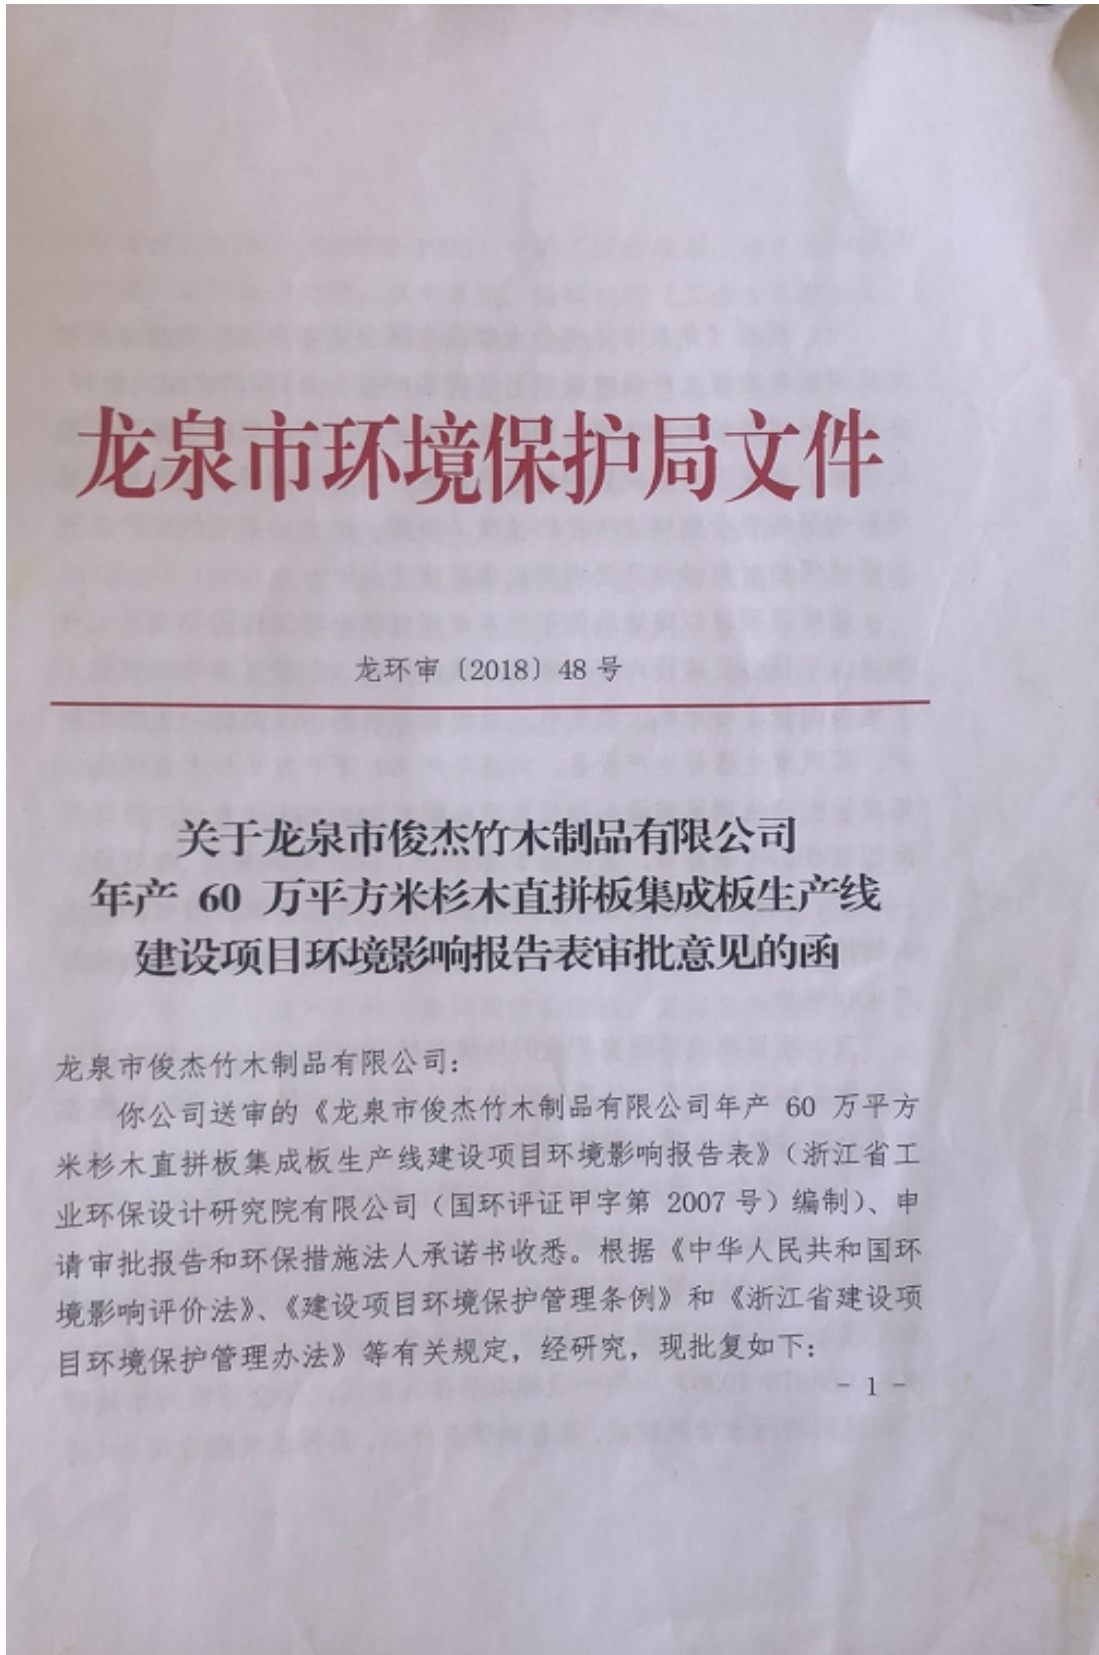 龙泉市环境保护局文件
龙环审〔2018〕48 号
关于龙泉市俊杰竹木制品有限公司
年产 60 万平方米杉木直拼板集成板生产线
建设项目环境影响报告表审批意见的函
龙泉市俊杰竹木制品有限公司：
你公司送审的《龙泉市俊杰竹木制品有限公司年产 60 万平方
米杉木直拼板集成板生产线建设项目环境影响报告表》（浙江省工
业环保设计研究院有限公司（国环评证甲字第 2007 号）编制）、申
请审批报告和环保措施法人承诺书收悉。根据《中华人民共和国环
境影响评价法》、《建设项目环境保护管理条例》和《浙江省建设项
目环境保护管理办法》等有关规定，经研究，现批复如下：
- 1 -